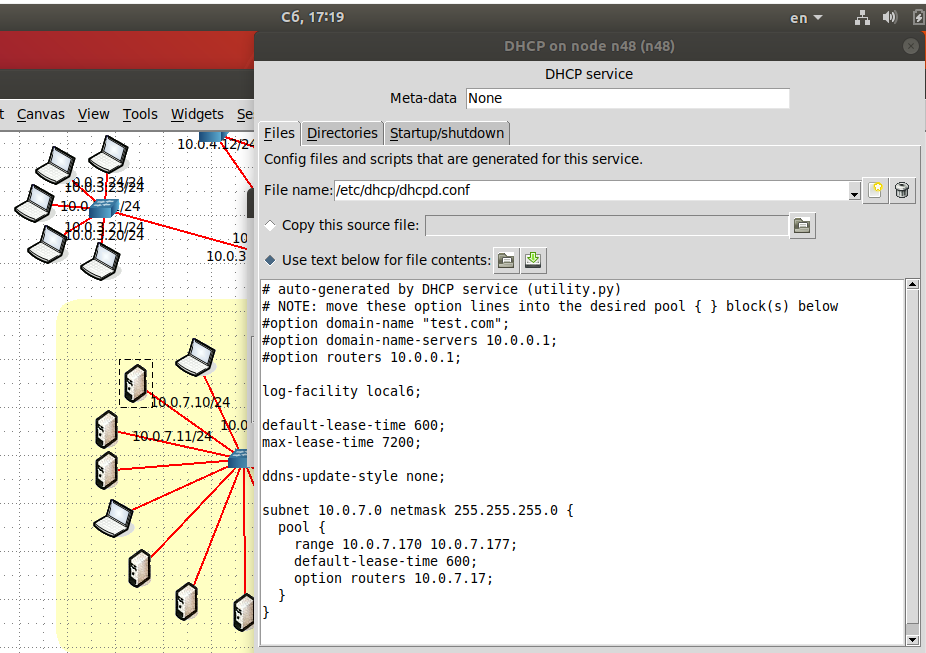 Сб, 17:19
en
DHCP on node n48 (n48)
DHCP service
Meta-data None
t Canvas View Tools Widgets Se
Files Directories Startup/shutdown
Config files and scripts that are generated for this service.
File name: /etc/dhcp/dhcpd.conf
Copy this source file:
Use text below for file contents:
# auto-generated by DHCP service (utility.py)
# NOTE: move these option lines into the desired pool { } block(s) below
#option domain-name "test.com";
#option domain-name-servers 10.0.0.1;
#option routers 10.0.0.1;
log-facility local6;
default-lease-time 600;
max-lease-time 7200;
ddns-update-style none;
subnet 10.0.7.0 netmask 255.255.255.0 {
pool {
range 10.0.7.170 10.0.7.177;
default-lease-time 600;
option routers 10.0.7.17;
}
}
10.0.4.12/24
10.0.3.24/24
10.0.3.23/24
10.0. /24
10.0.3.21/24
10.0.3.20/24
10
10.0.3
10.0.7.10/24
10.0
10.0.7.11/24